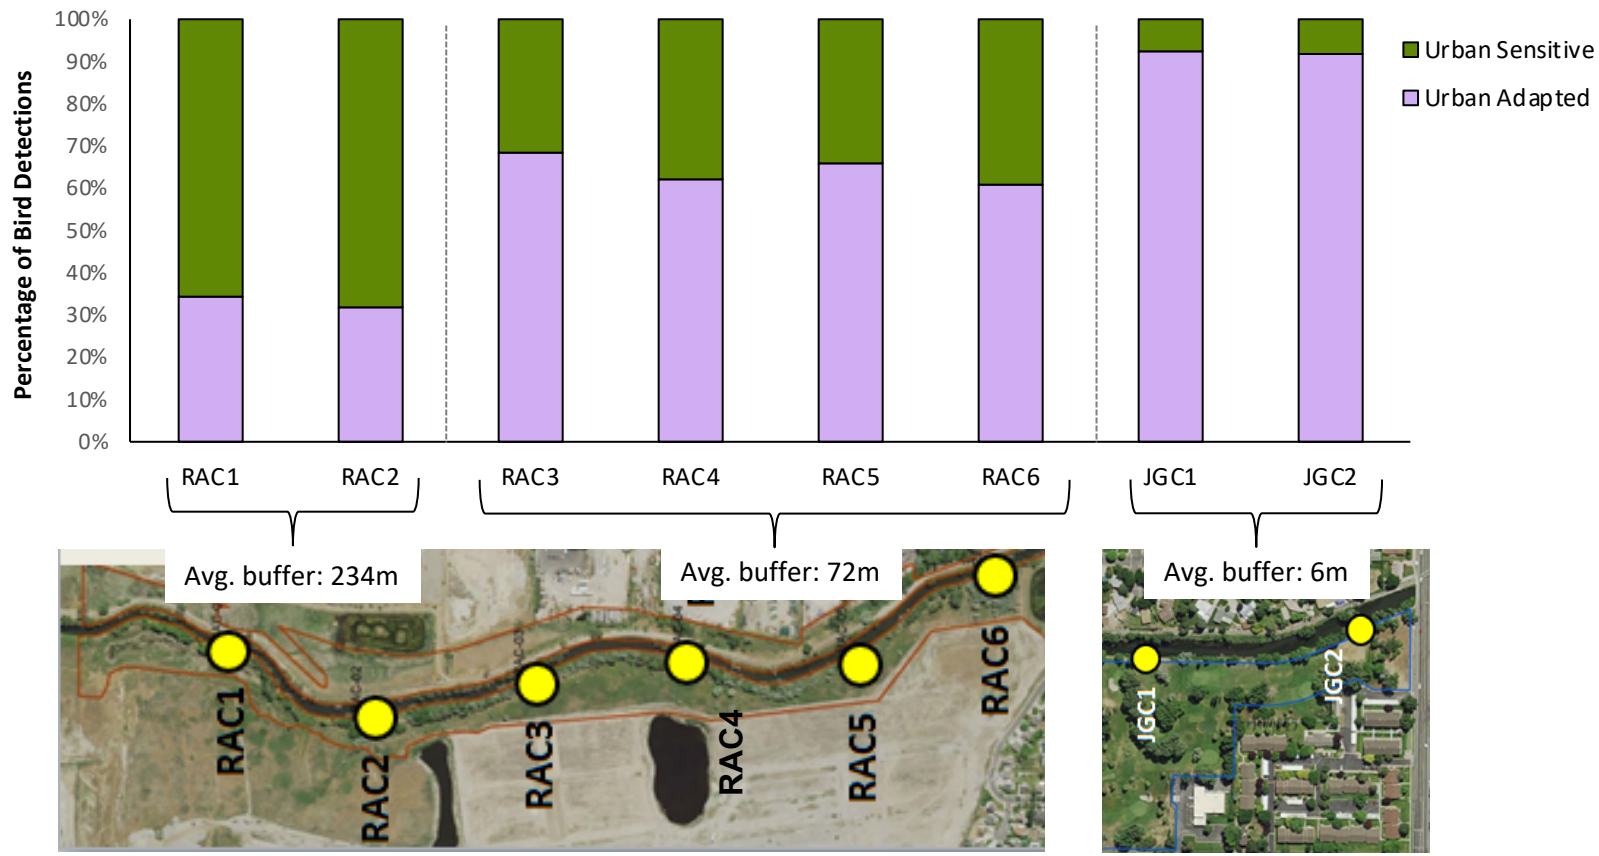 100%
90%
80%
70%
60%
50%
40%
30%
20%
10%
0%
Percentage of Bird Detections
Urban Sensitive
Urban Adapted
RAC1
RAC2
RAC3
RAC4
RAC5
RAC6
JGC1
JGC2
Avg. buffer: 234m
Avg. buffer: 72m
Avg. buffer: 6m
RAC1
RAC2
RAC3
RAC4
RAC5
RAC6
JGC1
JGC2